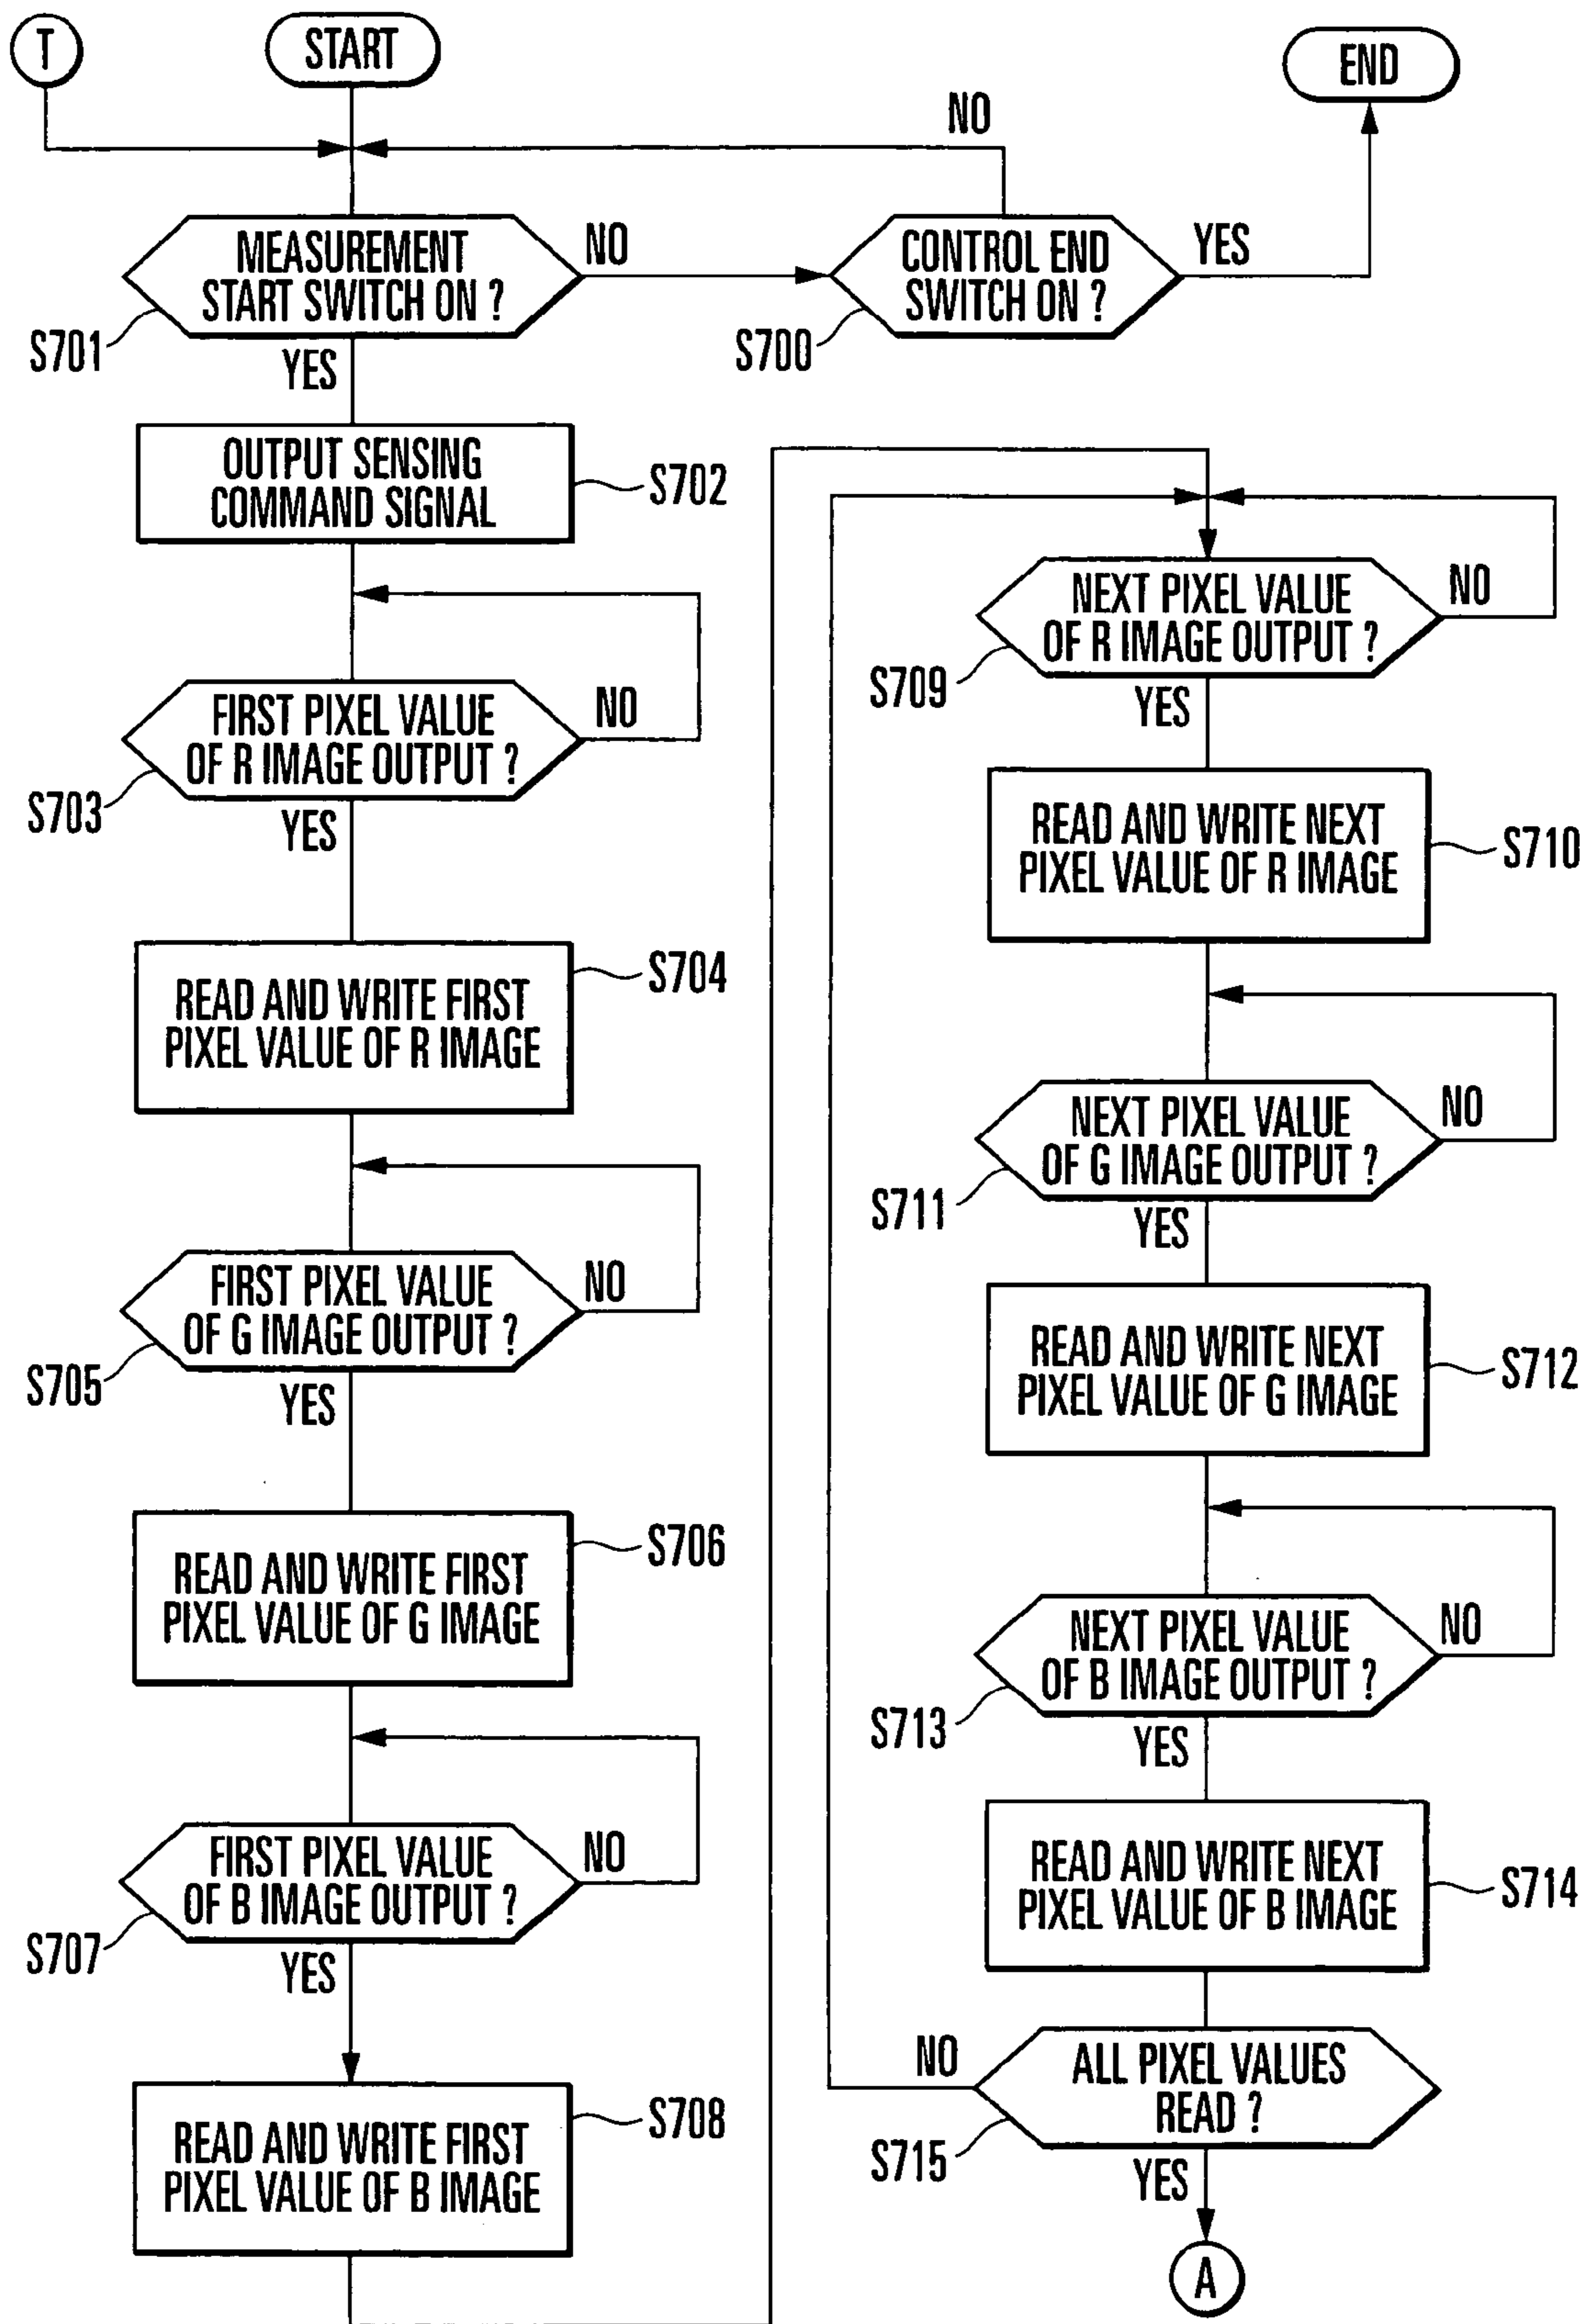 T
START
END
NO
MEASUREMENT
START SWITCH ON ?
NO
S701
YES
CONTROL END
SWITCH ON ?
YES
S700
OUTPUT SENSING
COMMAND SIGNAL
S702
FIRST PIXEL VALUE
OF R IMAGE OUTPUT ?
NO
S703
YES
READ AND WRITE FIRST
PIXEL VALUE OF R IMAGE
S704
FIRST PIXEL VALUE
OF G IMAGE OUTPUT ?
NO
S705
YES
READ AND WRITE FIRST
PIXEL VALUE OF G IMAGE
S706
FIRST PIXEL VALUE
OF B IMAGE OUTPUT ?
NO
S707
YES
READ AND WRITE FIRST
PIXEL VALUE OF B IMAGE
S708
NEXT PIXEL VALUE
OF R IMAGE OUTPUT ?
NO
S709
YES
READ AND WRITE NEXT
PIXEL VALUE OF R IMAGE
S710
NEXT PIXEL VALUE
OF G IMAGE OUTPUT ?
NO
S711
YES
READ AND WRITE NEXT
PIXEL VALUE OF G IMAGE
S712
NEXT PIXEL VALUE
OF B IMAGE OUTPUT ?
NO
S713
YES
READ AND WRITE NEXT
PIXEL VALUE OF B IMAGE
S714
NO
ALL PIXEL VALUES
READ ?
S715
YES
A